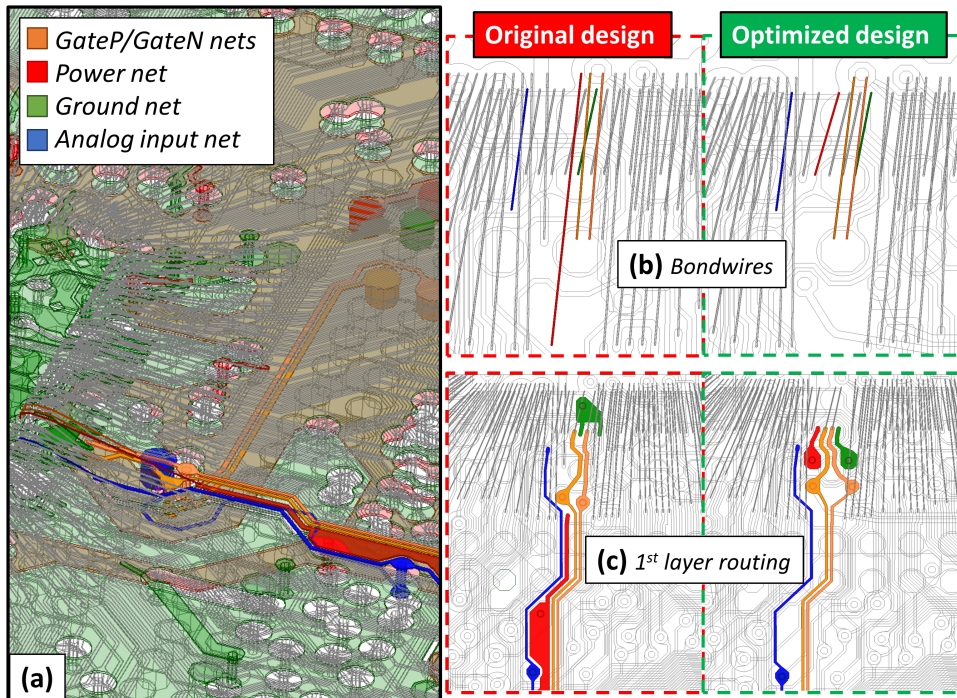 GateP/GateN nets
Power net
Ground net
Analog input net
(a)
Original design
Optimized design
(b) Bondwires
(c) 1st layer routing